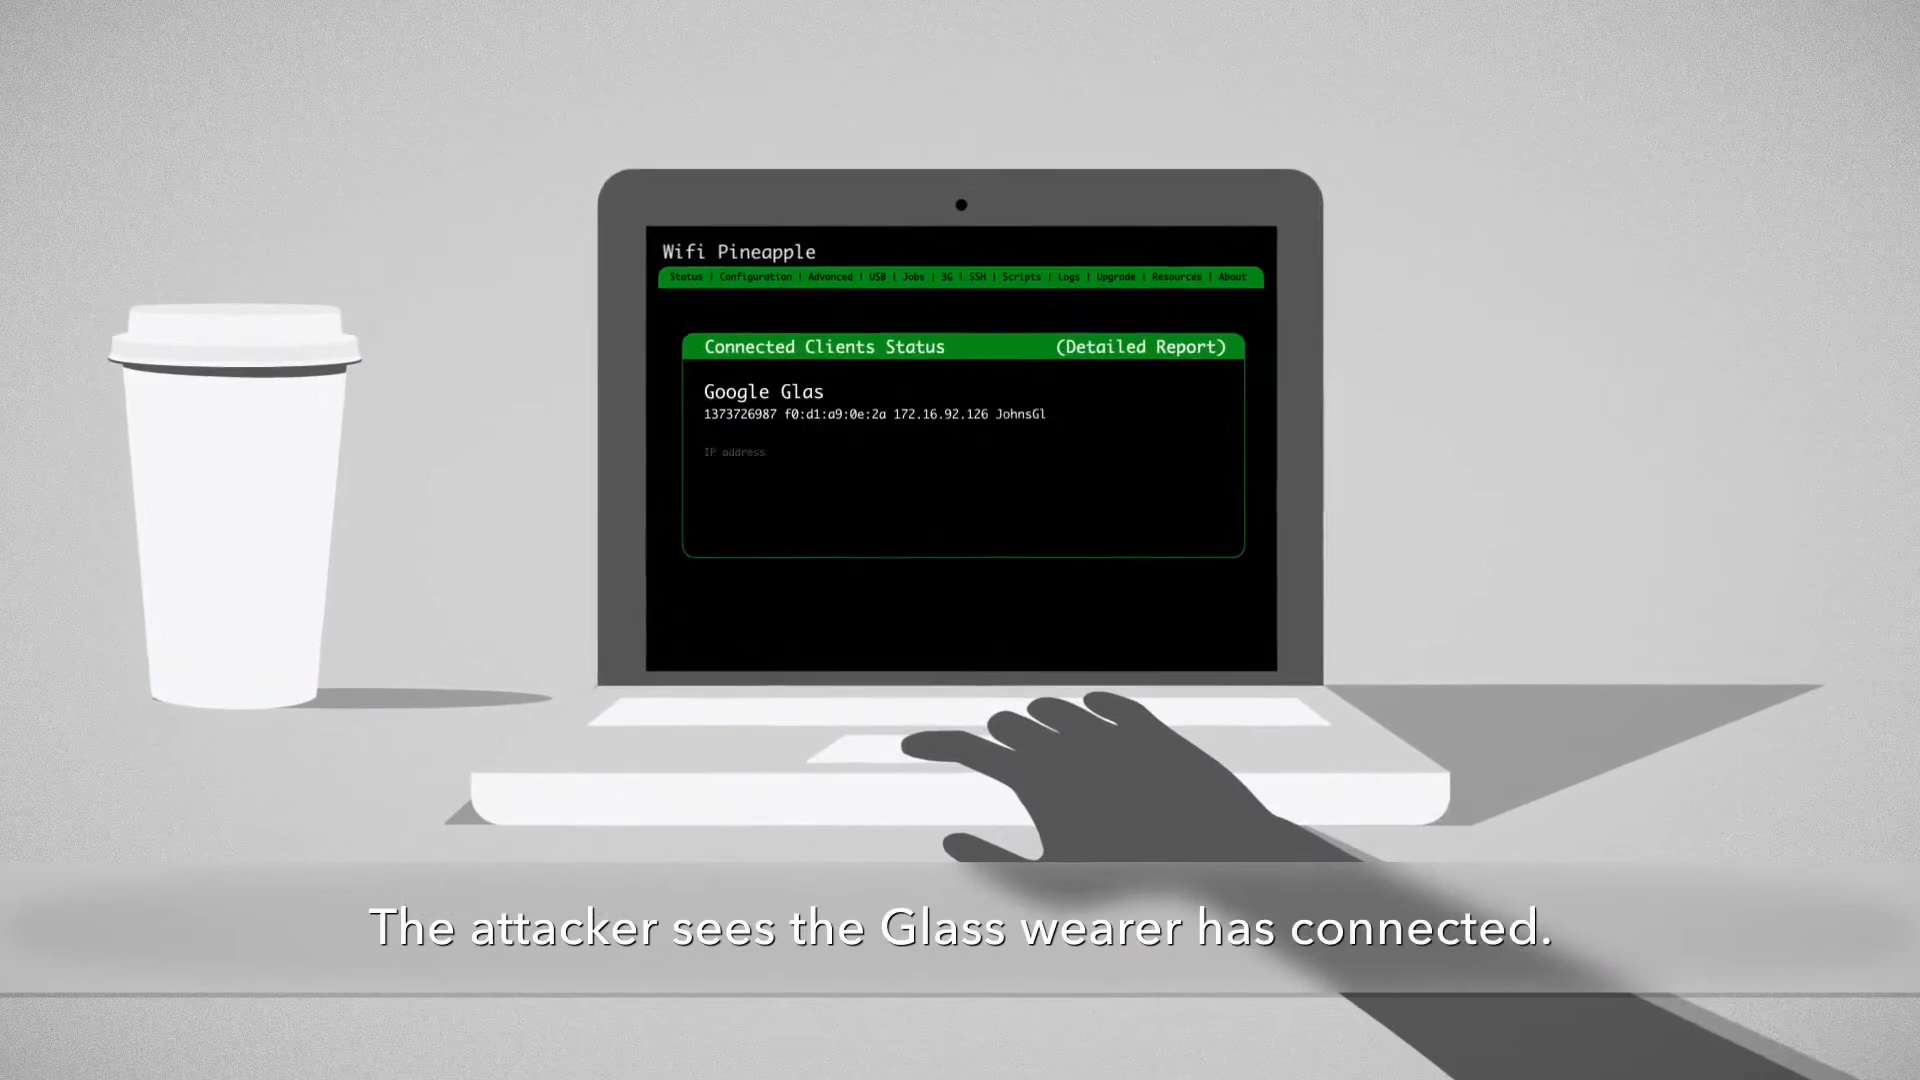 Wifi Pineapple
Status | Configuration | Advanced | USB | Jobs | 3G | SSH | Scripts | Logs | Upgrade | Resources | About
Connected Clients Status (Detailed Report)
Google Glas
1373726987 f0:d1:a9:0e:2a 172.16.92.126 JohnsGl
IP address
The attacker sees the Glass wearer has connected.